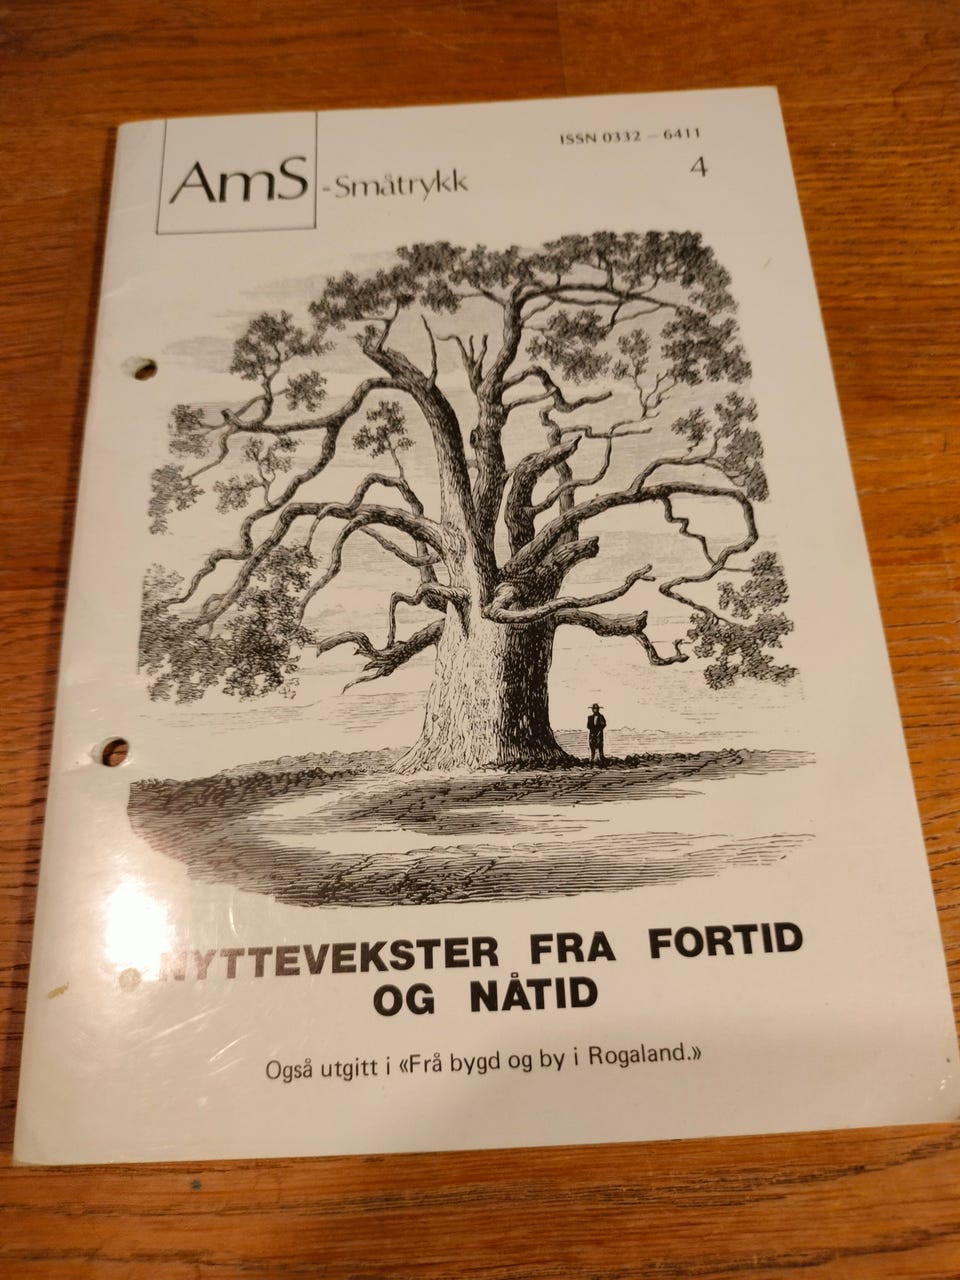 AmS -Småtrykk
ISSN 0332 – 6411
4
NYTTEVEKSTER FRA FORTID
OG NÅTID
Også utgitt i «Frå bygd og by i Rogaland.»